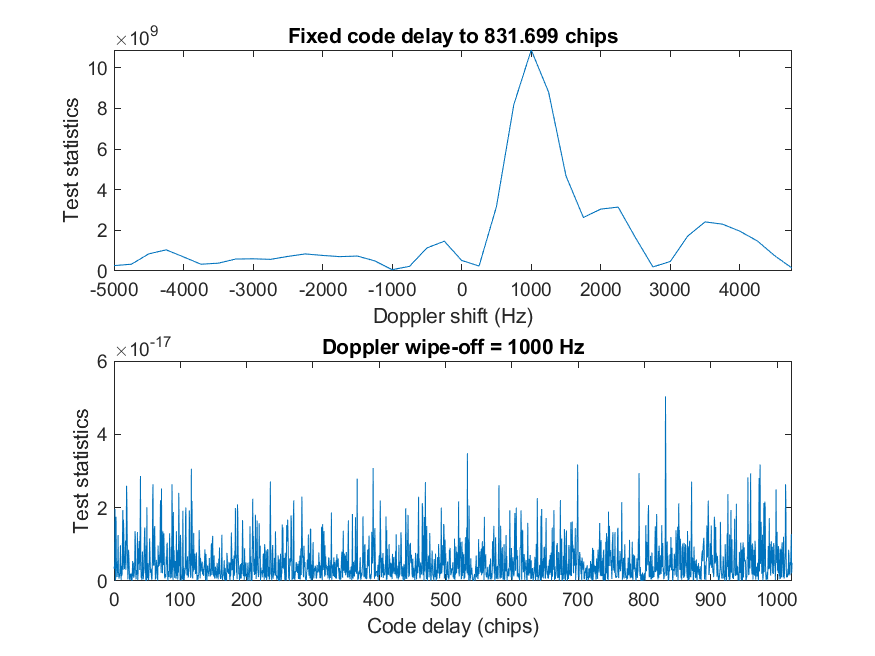 Fixed code delay to 831.699 chips
×10^9
10
8
6
4
2
0
Test statistics
-5000 -4000 -3000 -2000 -1000 0 1000 2000 3000 4000
Doppler shift (Hz)
Doppler wipe-off = 1000 Hz
×10^-17
6
4
2
0
Test statistics
0 100 200 300 400 500 600 700 800 900 1000
Code delay (chips)